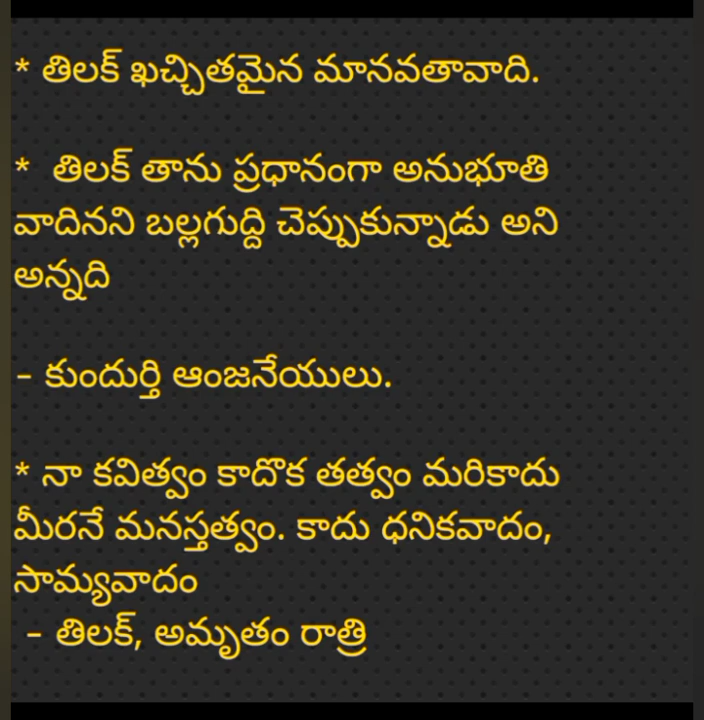 * తిలక్ ఖచ్చితమైన మానవతావాది.
* తిలక్ తాను ప్రధానంగా అనుభూతి
వాదినని బల్లగుద్ది చెప్పుకున్నాడు అని
అన్నది
- కుందుర్తి ఆంజనేయులు.
* నా కవిత్వం కాదొక తత్వం మరికాదు
మీరనే మనస్తత్వం. కాదు ధనికవాదం,
సామ్యవాదం
- తిలక్, అమృతం రాత్రి